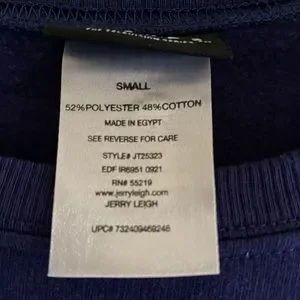 SMALL
52%POLYESTER 48%COTTON
MADE IN EGYPT
SEE REVERSE FOR CARE
STYLE# JT25323
EDF IR6951 0921
RN# 55219
www.jerryleigh.com
JERRY LEIGH
UPC# 732409469248